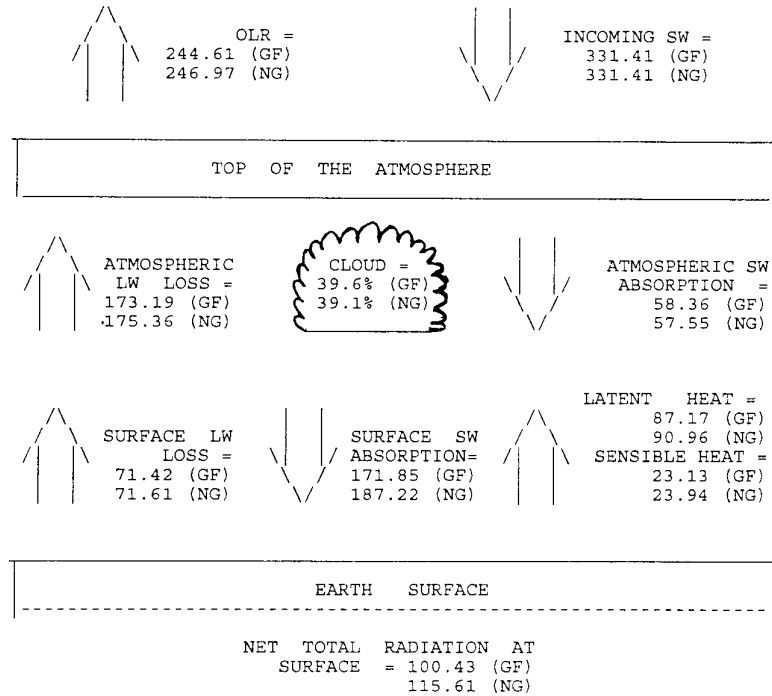 OLR =
244.61 (GF)
246.97 (NG)
INCOMING SW =
331.41 (GF)
331.41 (NG)
TOP OF THE ATMOSPHERE
ATMOSPHERIC
LW LOSS =
173.19 (GF)
175.36 (NG)
CLOUD =
39.6% (GF)
39.1% (NG)
ATMOSPHERIC SW
ABSORPTION =
58.36 (GF)
57.55 (NG)
SURFACE LW
LOSS =
71.42 (GF)
71.61 (NG)
SURFACE SW
ABSORPTION=
171.85 (GF)
187.22 (NG)
LATENT HEAT =
87.17 (GF)
90.96 (NG)
SENSIBLE HEAT =
23.13 (GF)
23.94 (NG)
EARTH SURFACE
NET TOTAL RADIATION AT
SURFACE = 100.43 (GF)
115.61 (NG)